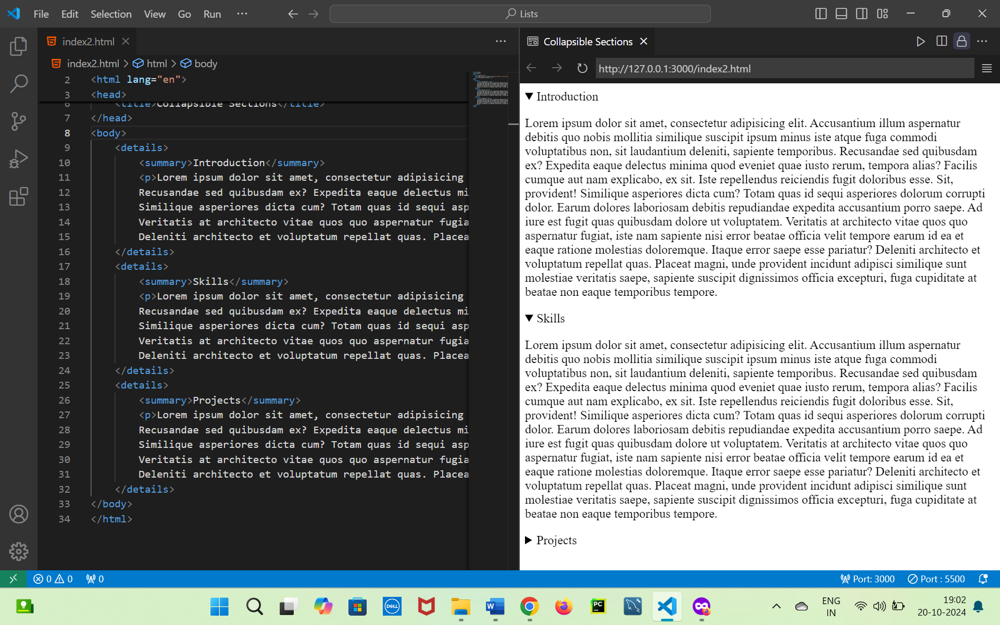 File Edit Selection View Go Run
Lists
index2.html
index2.html > html > body
2 <html lang="en">
3 <head>
6 <title>Collapsible Sections</title>
7 </head>
8 <body>
9 <details>
10 <summary>Introduction</summary>
11 <p>Lorem ipsum dolor sit amet, consectetur adipisicing
12 Recusandae sed quibusdam ex? Expedita eaque delectus mi
13 Similique asperiores dicta cum? Totam quas id sequi asp
14 Veritatis at architecto vitae quos quo aspernatur fugia
15 Deleniti architecto et voluptatum repellat quas. Placea
16 </details>
17 <details>
18 <summary>Skills</summary>
19 <p>Lorem ipsum dolor sit amet, consectetur adipisicing
20 Recusandae sed quibusdam ex? Expedita eaque delectus mi
21 Similique asperiores dicta cum? Totam quas id sequi asp
22 Veritatis at architecto vitae quos quo aspernatur fugia
23 Deleniti architecto et voluptatum repellat quas. Placea
24 </details>
25 <details>
26 <summary>Projects</summary>
27 <p>Lorem ipsum dolor sit amet, consectetur adipisicing
28 Recusandae sed quibusdam ex? Expedita eaque delectus mi
29 Similique asperiores dicta cum? Totam quas id sequi asp
30 Veritatis at architecto vitae quos quo aspernatur fugia
31 Deleniti architecto et voluptatum repellat quas. Placea
32 </details>
33 </body>
34 </html>
Collapsible Sections
http://127.0.0.1:3000/index2.html
Introduction
Lorem ipsum dolor sit amet, consectetur adipisicing elit. Accusantium illum aspernatur
debitis quo nobis mollitia similique suscipit ipsum minus iste atque fuga commodi
voluptatibus non, sit laudantium deleniti, sapiente temporibus. Recusandae sed quibusdam
ex? Expedita eaque delectus minima quod eveniet quae iusto rerum, tempora alias? Facilis
cumque aut nam explicabo, ex sit. Iste repellendus reiciendis fugit doloribus esse. Sit,
provident! Similique asperiores dicta cum? Totam quas id sequi asperiores dolorum corrupti
dolor. Earum dolores laboriosam debitis repudiandae expedita accusantium porro saepe. Ad
iure est fugit quas quibusdam dolore ut voluptatem. Veritatis at architecto vitae quos quo
aspernatur fugiat, iste nam sapiente nisi error beatae officia velit tempore earum id ea et
eaque ratione molestias doloremque. Itaque error saepe esse pariatur? Deleniti architecto et
voluptatum repellat quas. Placeat magni, unde provident incidunt adipisci similique sunt
molestiae veritatis saepe, sapiente suscipit dignissimos officia excepturi, fuga cupiditate at
beatae non eaque temporibus tempore.
Skills
Lorem ipsum dolor sit amet, consectetur adipisicing elit. Accusantium illum aspernatur
debitis quo nobis mollitia similique suscipit ipsum minus iste atque fuga commodi
voluptatibus non, sit laudantium deleniti, sapiente temporibus. Recusandae sed quibusdam
ex? Expedita eaque delectus minima quod eveniet quae iusto rerum, tempora alias? Facilis
cumque aut nam explicabo, ex sit. Iste repellendus reiciendis fugit doloribus esse. Sit,
provident! Similique asperiores dicta cum? Totam quas id sequi asperiores dolorum corrupti
dolor. Earum dolores laboriosam debitis repudiandae expedita accusantium porro saepe. Ad
iure est fugit quas quibusdam dolore ut voluptatem. Veritatis at architecto vitae quos quo
aspernatur fugiat, iste nam sapiente nisi error beatae officia velit tempore earum id ea et
eaque ratione molestias doloremque. Itaque error saepe esse pariatur? Deleniti architecto et
voluptatum repellat quas. Placeat magni, unde provident incidunt adipisci similique sunt
molestiae veritatis saepe, sapiente suscipit dignissimos officia excepturi, fuga cupiditate at
beatae non eaque temporibus tempore.
Projects
0 0 0
Port: 3000 Port : 5500
DELL
W
PC
ENG
IN
19:02
20-10-2024